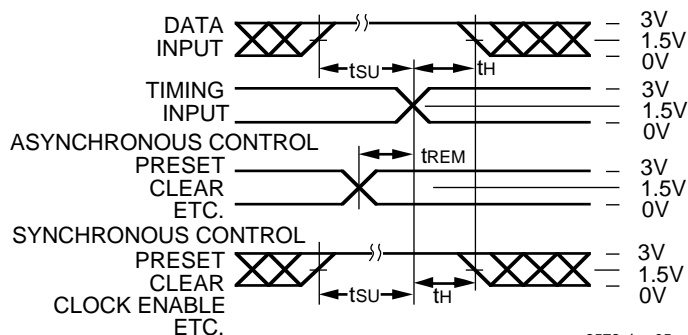 DATA
INPUT
3V
1.5V
0V
tSU
tH
TIMING
INPUT
3V
1.5V
0V
ASYNCHRONOUS CONTROL
PRESET
CLEAR
ETC.
tREM
3V
1.5V
0V
SYNCHRONOUS CONTROL
PRESET
CLEAR
CLOCK ENABLE
ETC.
3V
1.5V
0V
tSU
tH